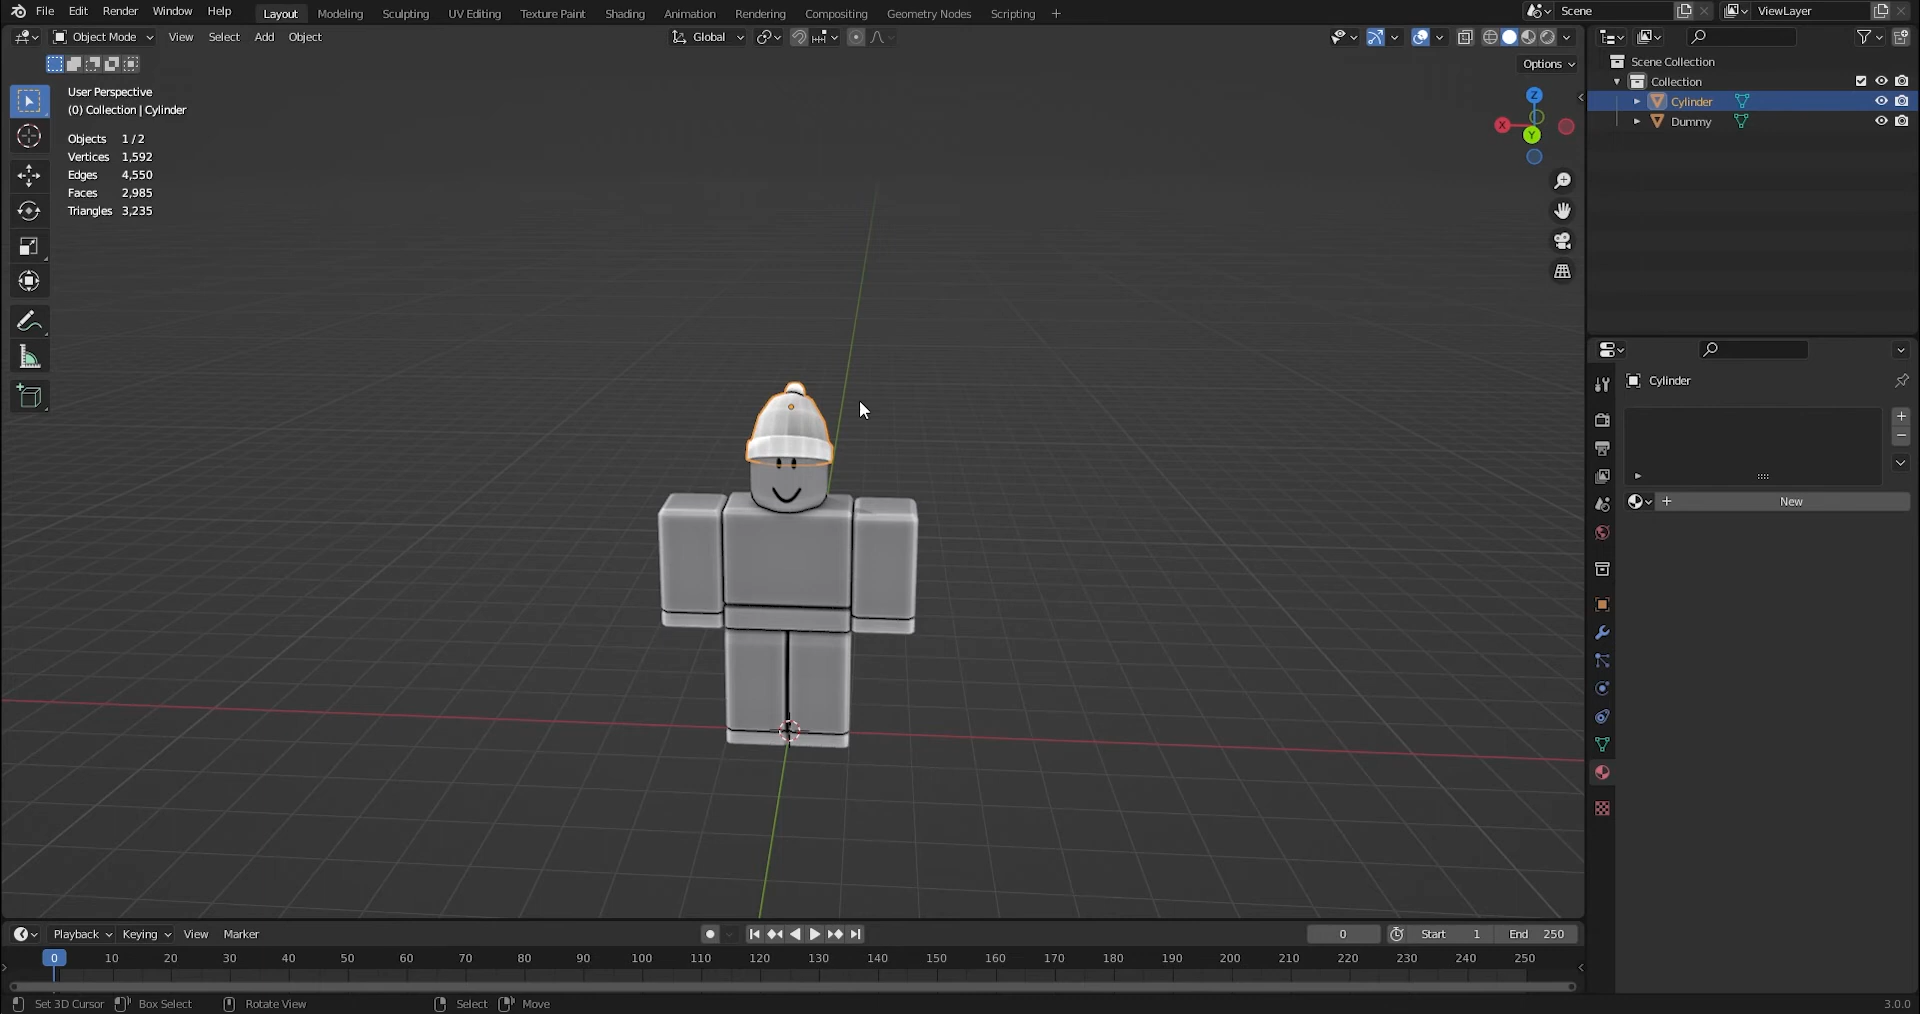 File Edit Render Window Help Layout Modeling Sculpting UV Editing Texture Paint Shading Animation Rendering Compositing Geometry Nodes Scripting + Scene ViewLayer
Object Mode View Select Add Object Global
Options
User Perspective
(0) Collection | Cylinder
Objects 1 / 2
Vertices 1,592
Edges 4,550
Faces 2,985
Triangles 3,235
Z
X
Y
Scene Collection
Collection
Cylinder
Dummy
Cylinder
+ New
Playback Keying View Marker 0 Start 1 End 250
0 10 20 30 40 50 60 70 80 90 100 110 120 130 140 150 160 170 180 190 200 210 220 230 240 250
Set 3D Cursor Box Select Rotate View Select Move 3.0.0